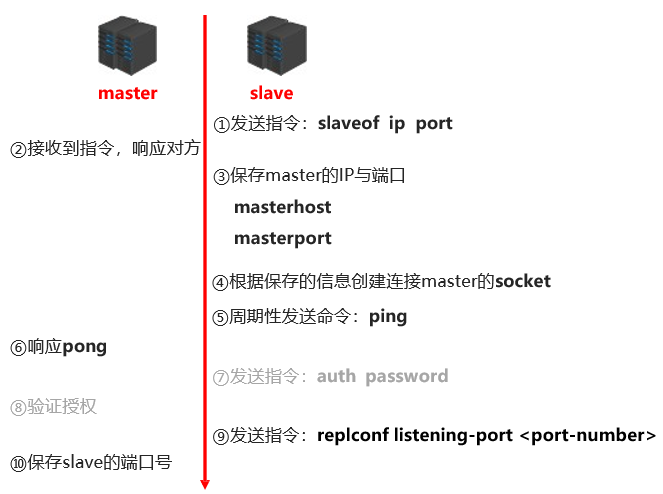 master
slave
①发送指令：slaveof ip port
②接收到指令，响应对方
③保存master的IP与端口
masterhost
masterport
④根据保存的信息创建连接master的socket
⑤周期性发送命令：ping
⑥响应pong
⑦发送指令：auth password
⑧验证授权
⑨发送指令：replconf listening-port <port-number>
⑩保存slave的端口号